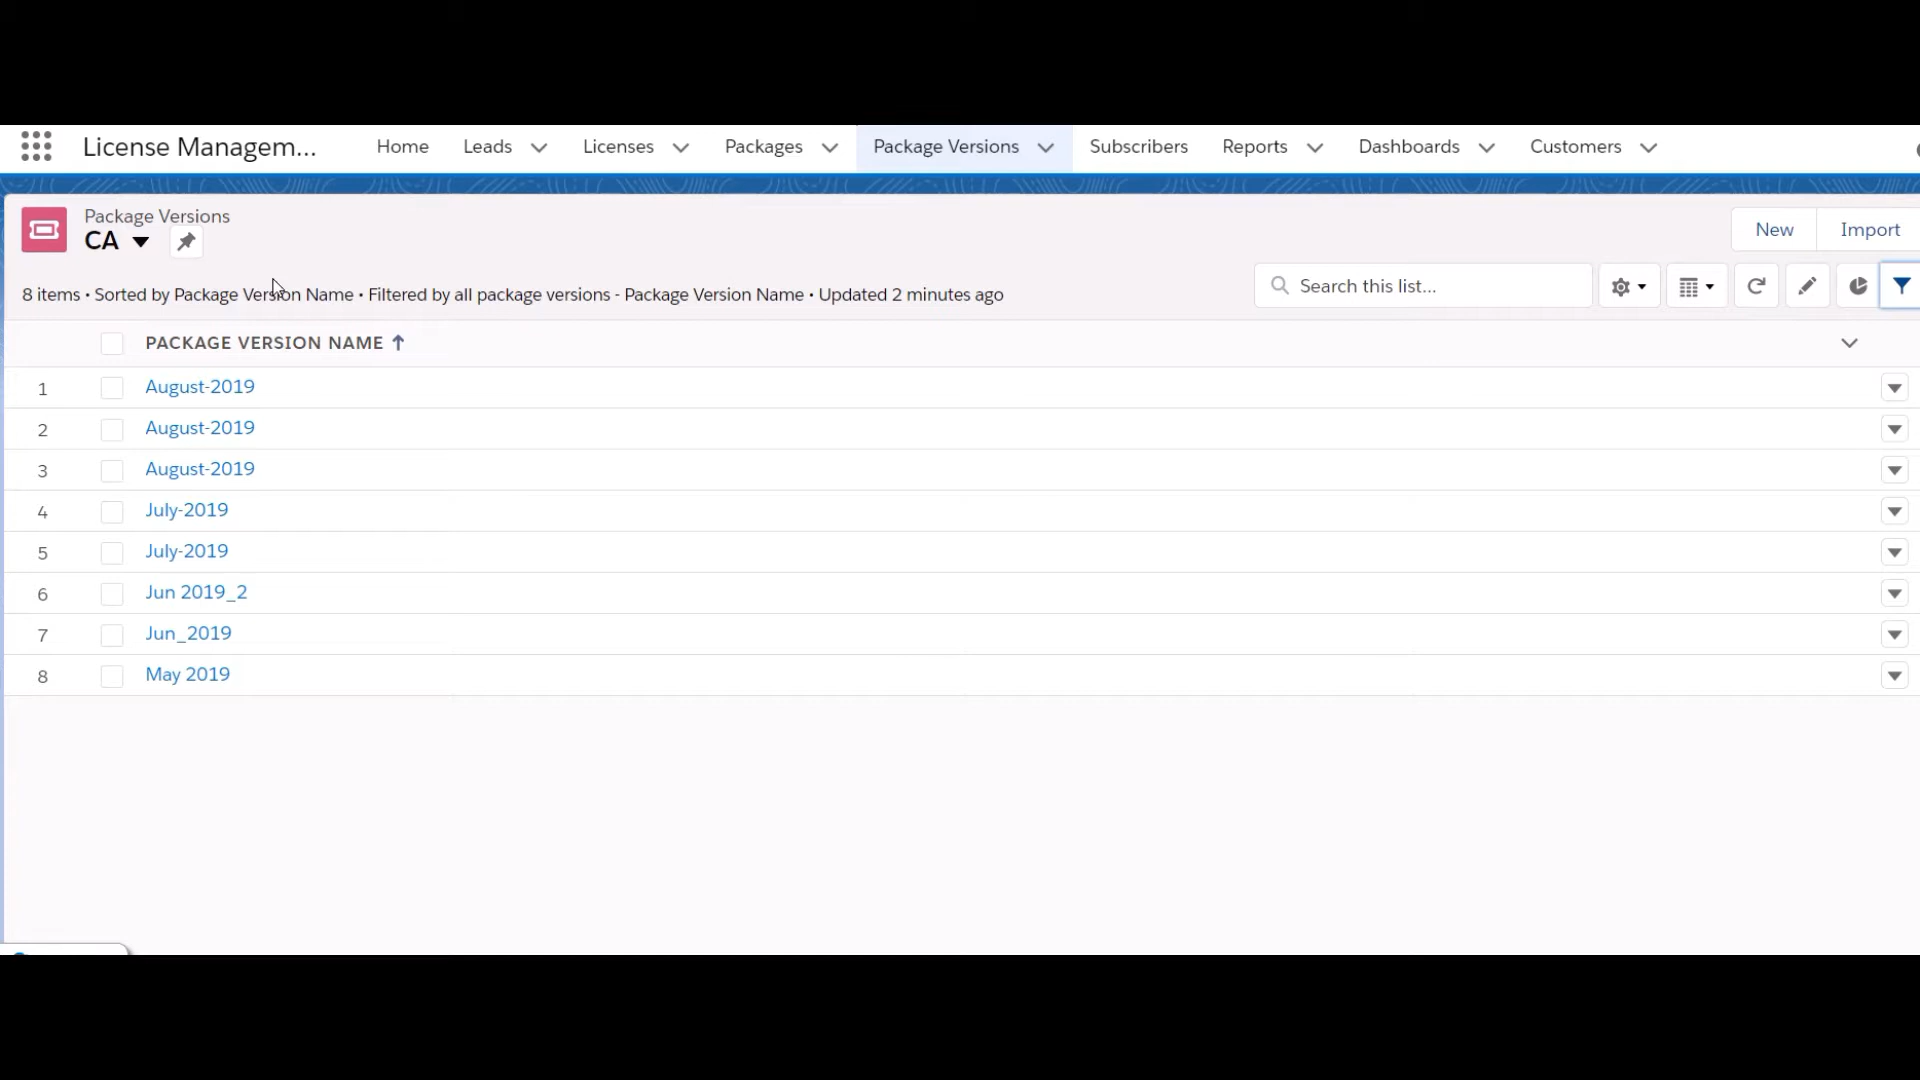 License Managem... Home Leads Licenses Packages Package Versions Subscribers Reports Dashboards Customers
Package Versions
CA
New Import
8 items • Sorted by Package Version Name • Filtered by all package versions - Package Version Name • Updated 2 minutes ago
Search this list...
PACKAGE VERSION NAME
1 August-2019
2 August-2019
3 August-2019
4 July-2019
5 July-2019
6 Jun 2019_2
7 Jun_2019
8 May 2019